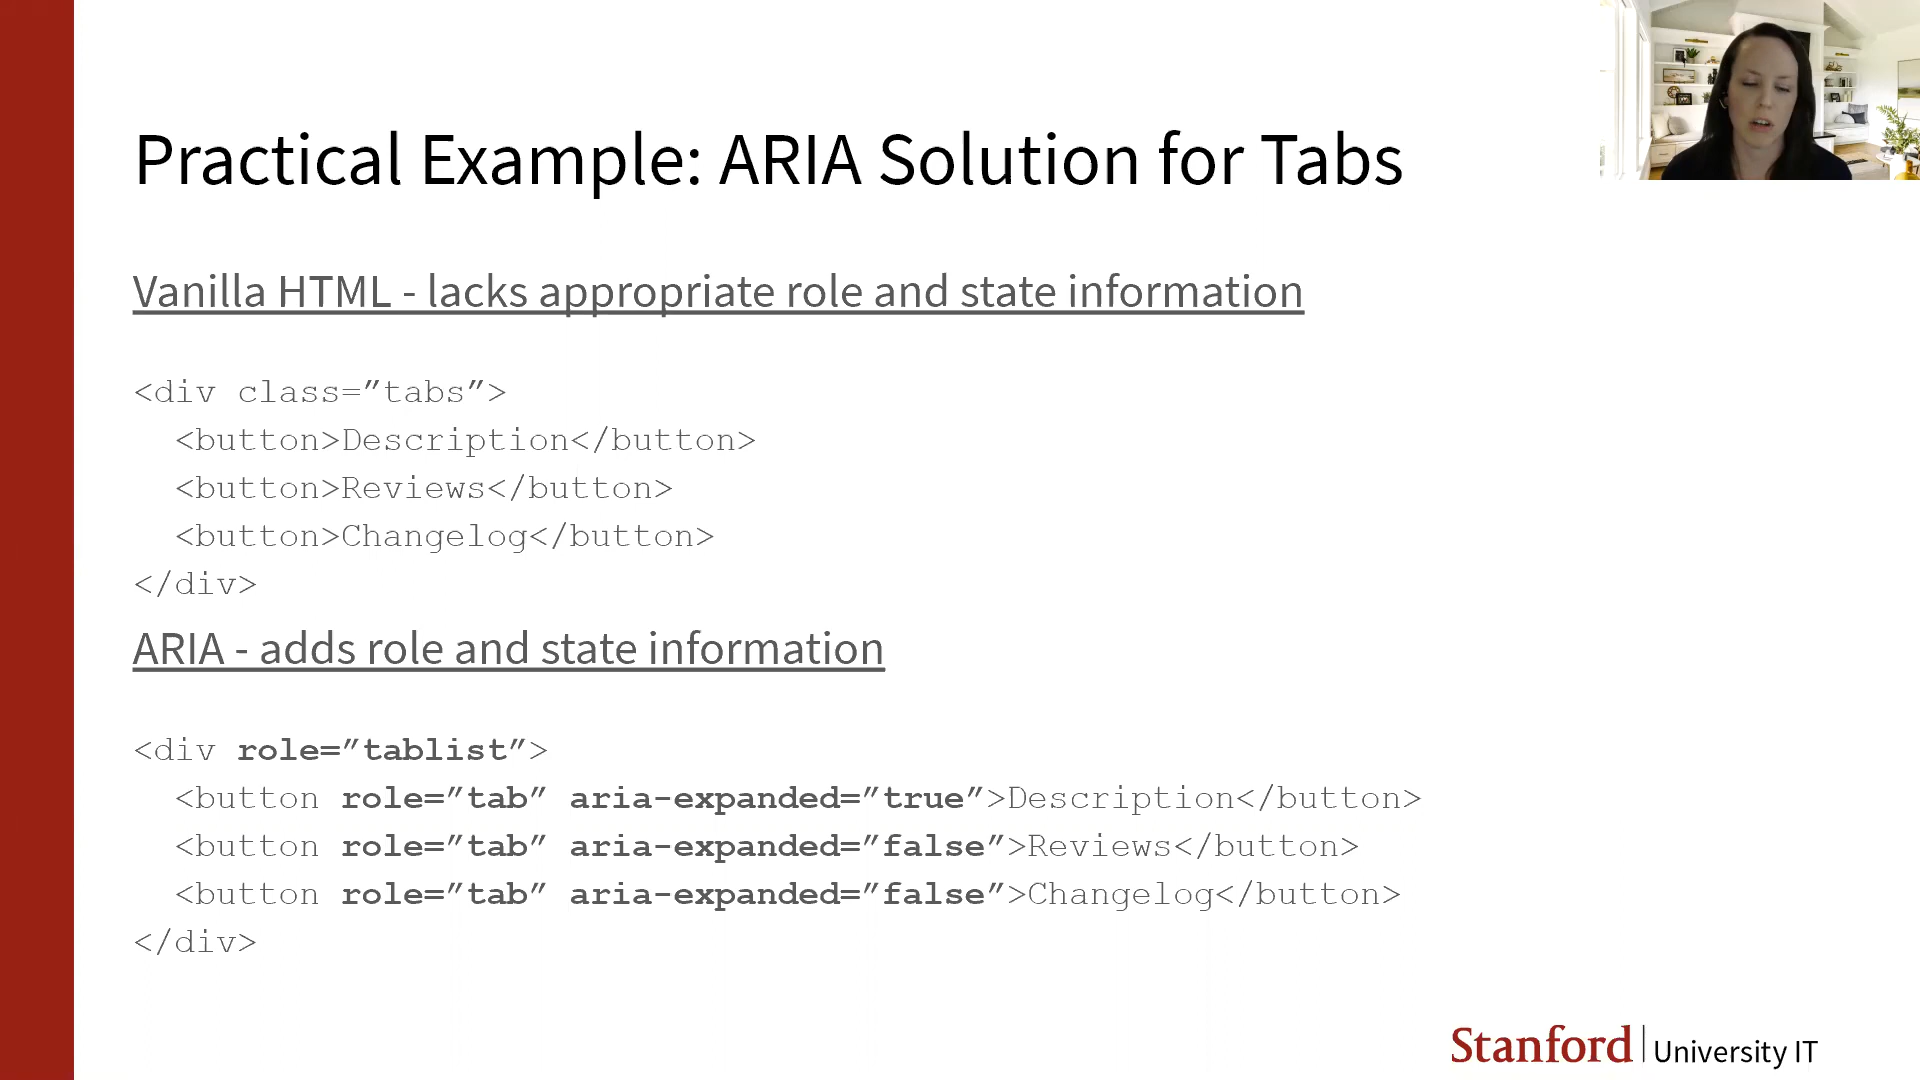 Practical Example: ARIA Solution for Tabs
Vanilla HTML - lacks appropriate role and state information
<div class=”tabs”>
  <button>Description</button>
  <button>Reviews</button>
  <button>Changelog</button>
</div>
ARIA - adds role and state information
<div role=”tablist”>
  <button role=”tab” aria-expanded=”true”>Description</button>
  <button role=”tab” aria-expanded=”false”>Reviews</button>
  <button role=”tab” aria-expanded=”false”>Changelog</button>
</div>
Stanford | University IT